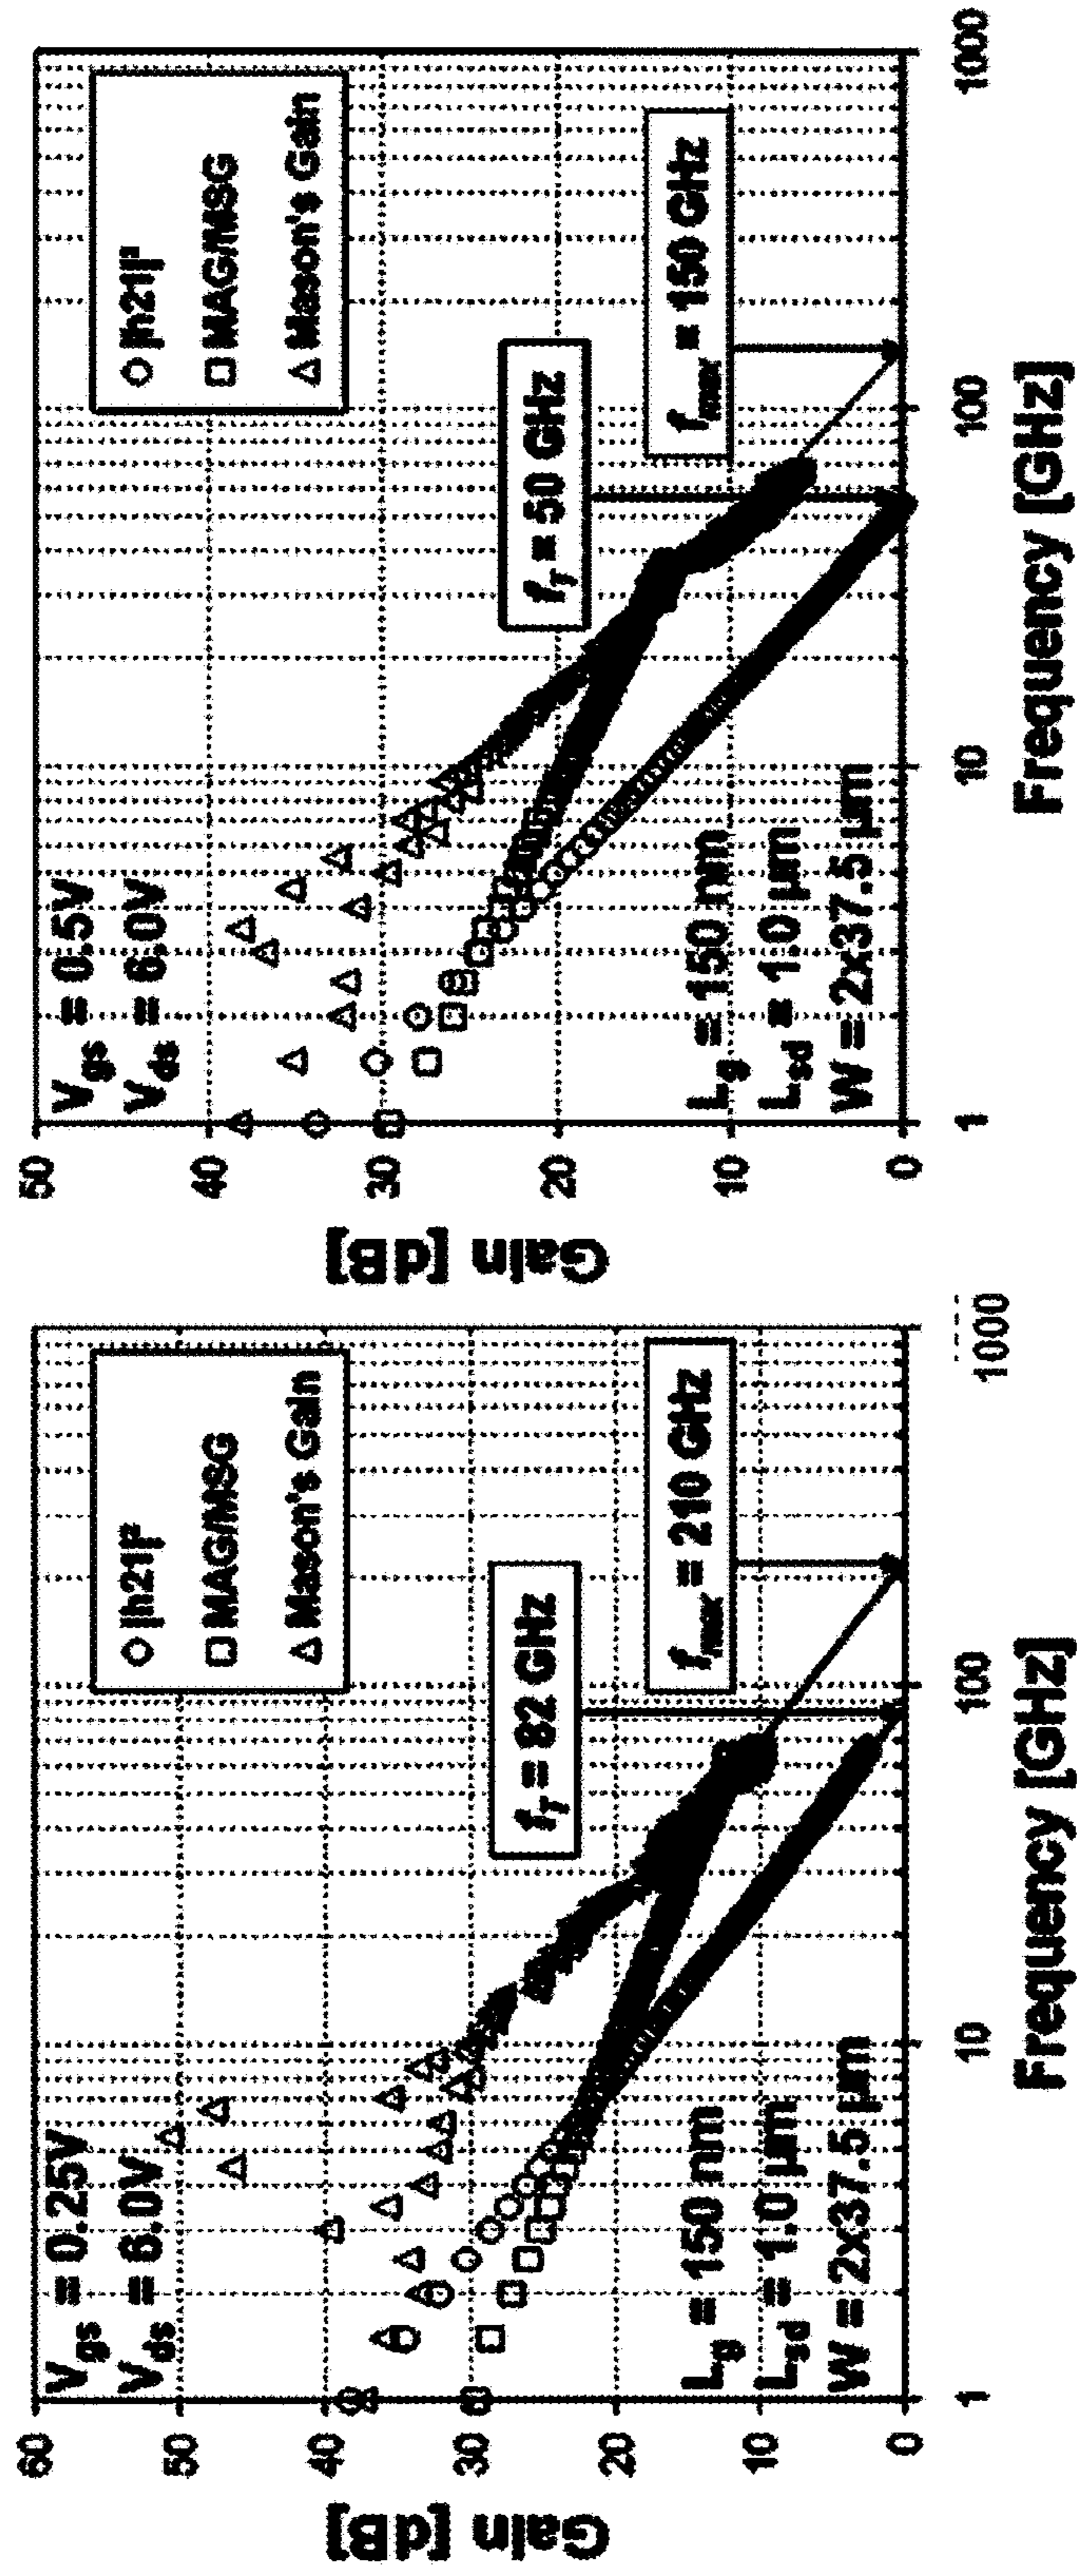 Vgs = 0.25V
Vds = 6.0V
|h21|²
MAG/MSG
Mason's Gain
fT = 82 GHz
fmax = 210 GHz
Lg = 150 nm
Lsd = 1.0 µm
W = 2x37.5 µm
60
50
40
30
20
10
0
Gain [dB]
1
10
100
1000
Frequency [GHz]
Vgs = 0.5V
Vds = 6.0V
|h21|²
MAG/MSG
Mason's Gain
fT = 50 GHz
fmax = 150 GHz
Lg = 150 nm
Lsd = 1.0 µm
W = 2x37.5 µm
50
40
30
20
10
0
Gain [dB]
1
10
100
1000
Frequency [GHz]